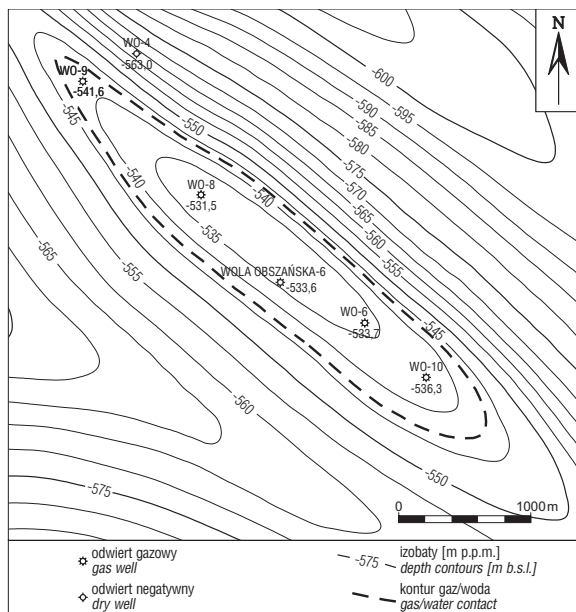 N
WO-4
-553,0
WO-9
-541,6
-600
-595
-590
-585
-580
-575
-570
-565
-560
-555
-550
-545
-540
-540
WO-8
-531,5
-535
WOLA OBSZAŃSKA-6
-533,6
WO-6
-533,7
-545
WO-10
-536,3
-565
-555
-560
-550
-575
0
1000 m
odwiert gazowy
gas well
odwiert negatywny
dry well
-575
izobaty [m p.p.m.]
depth contours [m b.s.l.]
kontur gaz/woda
gas/water contact